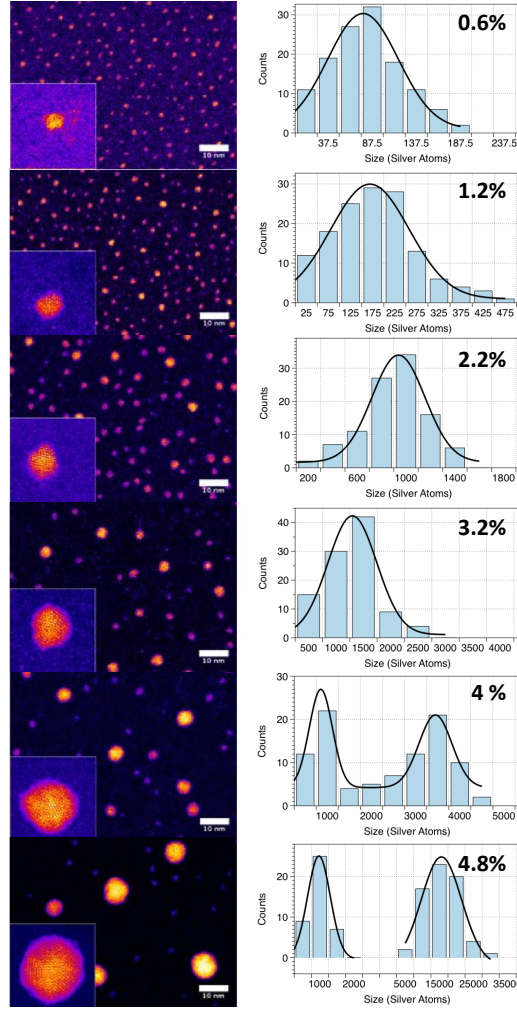 30
20
10
0
Counts
0.6%
37.5 87.5 137.5 187.5 237.5
Size (Silver Atoms)
10 nm
30
20
10
0
Counts
1.2%
25 75 125 175 225 275 325 375 425 475
Size (Silver Atoms)
10 nm
30
20
10
0
Counts
2.2%
200 600 1000 1400 1800
Size (Silver Atoms)
10 nm
40
30
20
10
0
Counts
3.2%
500 1000 1500 2000 2500 3000 3500 4000
Size (Silver Atoms)
10 nm
30
20
10
0
Counts
4 %
1000 2000 3000 4000 5000
Size (Silver Atoms)
10 nm
20
10
0
Counts
4.8%
1000 2000 5000 15000 25000 35000
Size (Silver Atoms)
10 nm